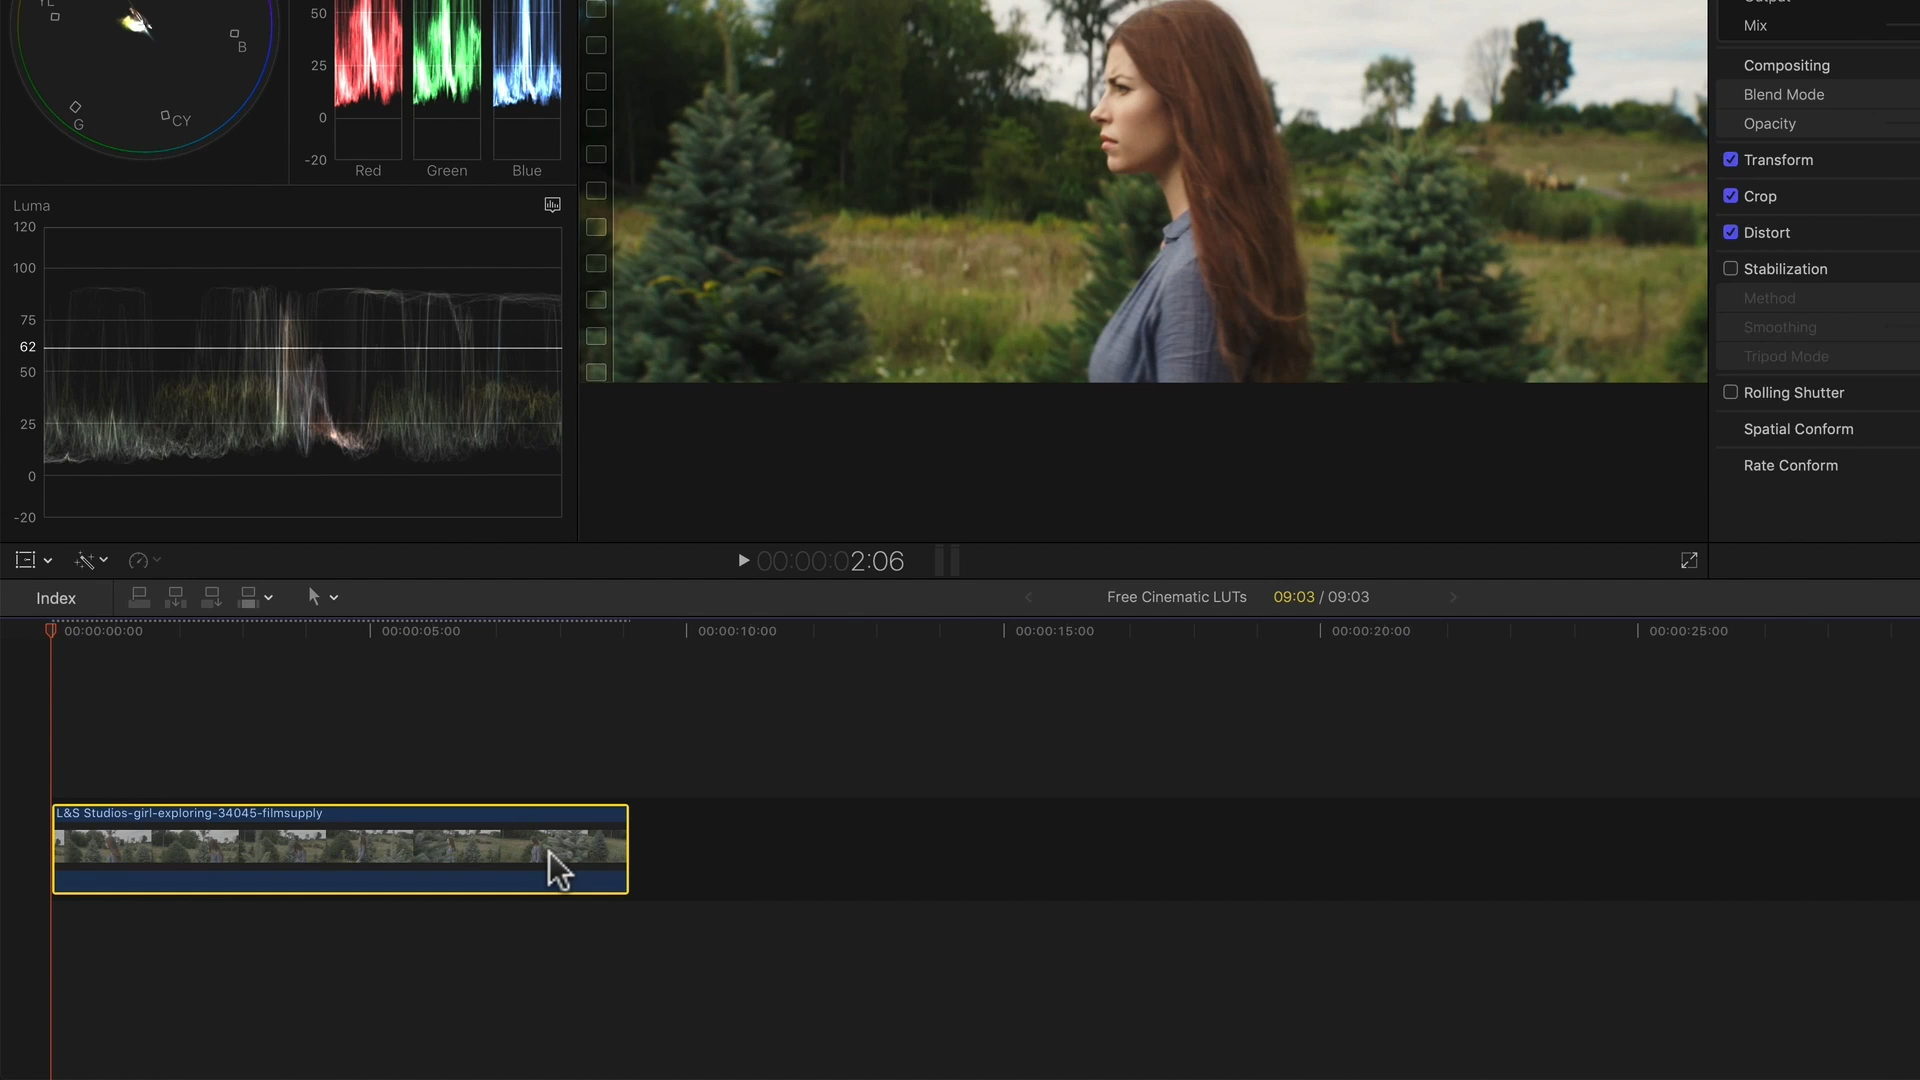 YL
B
G
CY
50
25
0
-20
Red
Green
Blue
Luma
120
100
75
62
50
25
0
-20
Output
Mix
Compositing
Blend Mode
Opacity
Transform
Crop
Distort
Stabilization
Method
Smoothing
Tripod Mode
Rolling Shutter
Spatial Conform
Rate Conform
00:00:02:06
Index
Free Cinematic LUTs
09:03 / 09:03
00:00:00:00
00:00:05:00
00:00:10:00
00:00:15:00
00:00:20:00
00:00:25:00
L&S Studios-girl-exploring-34045-filmsupply